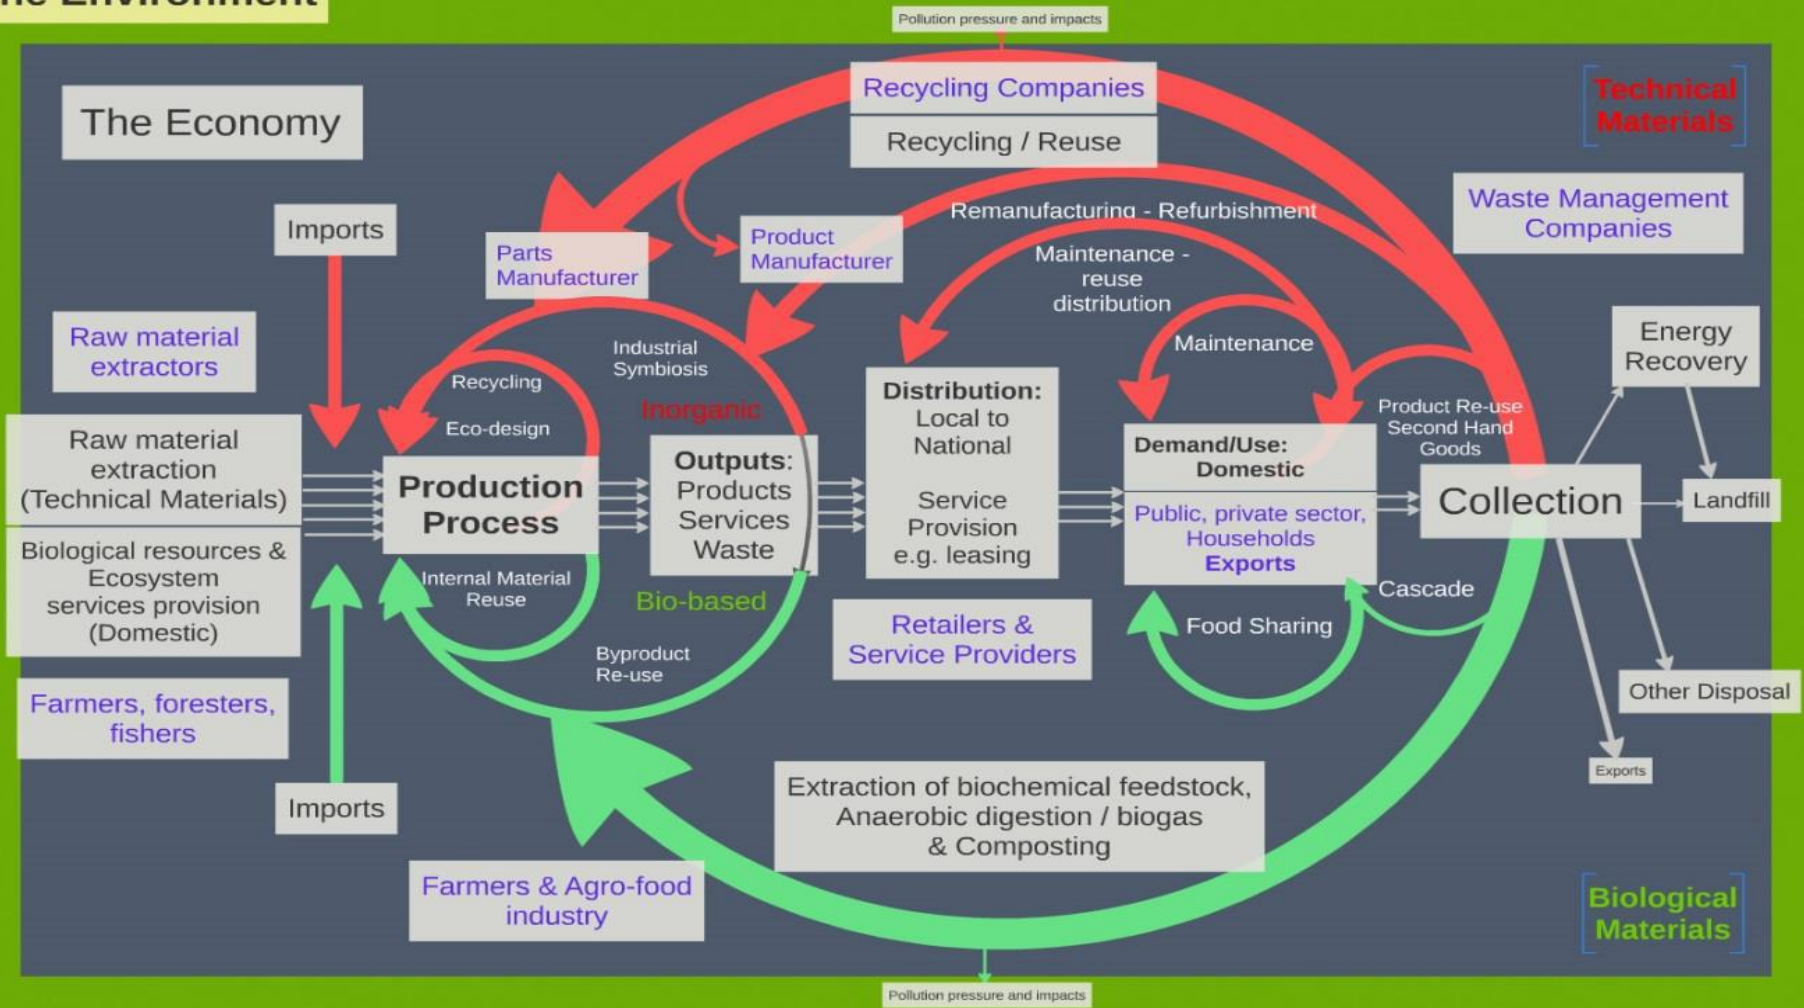 Environment
Pollution pressure and impacts
The Economy
Recycling Companies
Recycling / Reuse
Technical
Materials
Waste Management
Companies
Imports
Parts
Manufacturer
Product
Manufacturer
Remanufacturing - Refurbishment
Maintenance -
reuse
distribution
Maintenance
Raw material
extractors
Recycling
Eco-design
Industrial
Symbiosis
Inorganic
Energy
Recovery
Raw material
extraction
(Technical Materials)
Biological resources &
Ecosystem
services provision
(Domestic)
Production
Process
Outputs:
Products
Services
Waste
Distribution:
Local to
National
Service
Provision
e.g. leasing
Demand/Use:
Domestic
Public, private sector,
Households
Exports
Product Re-use
Second Hand
Goods
Collection
Landfill
Internal Material
Reuse
Bio-based
Byproduct
Re-use
Retailers &
Service Providers
Food Sharing
Cascade
Other Disposal
Exports
Farmers, foresters,
fishers
Imports
Extraction of biochemical feedstock,
Anaerobic digestion / biogas
& Composting
Farmers & Agro-food
industry
Biological
Materials
Pollution pressure and impacts